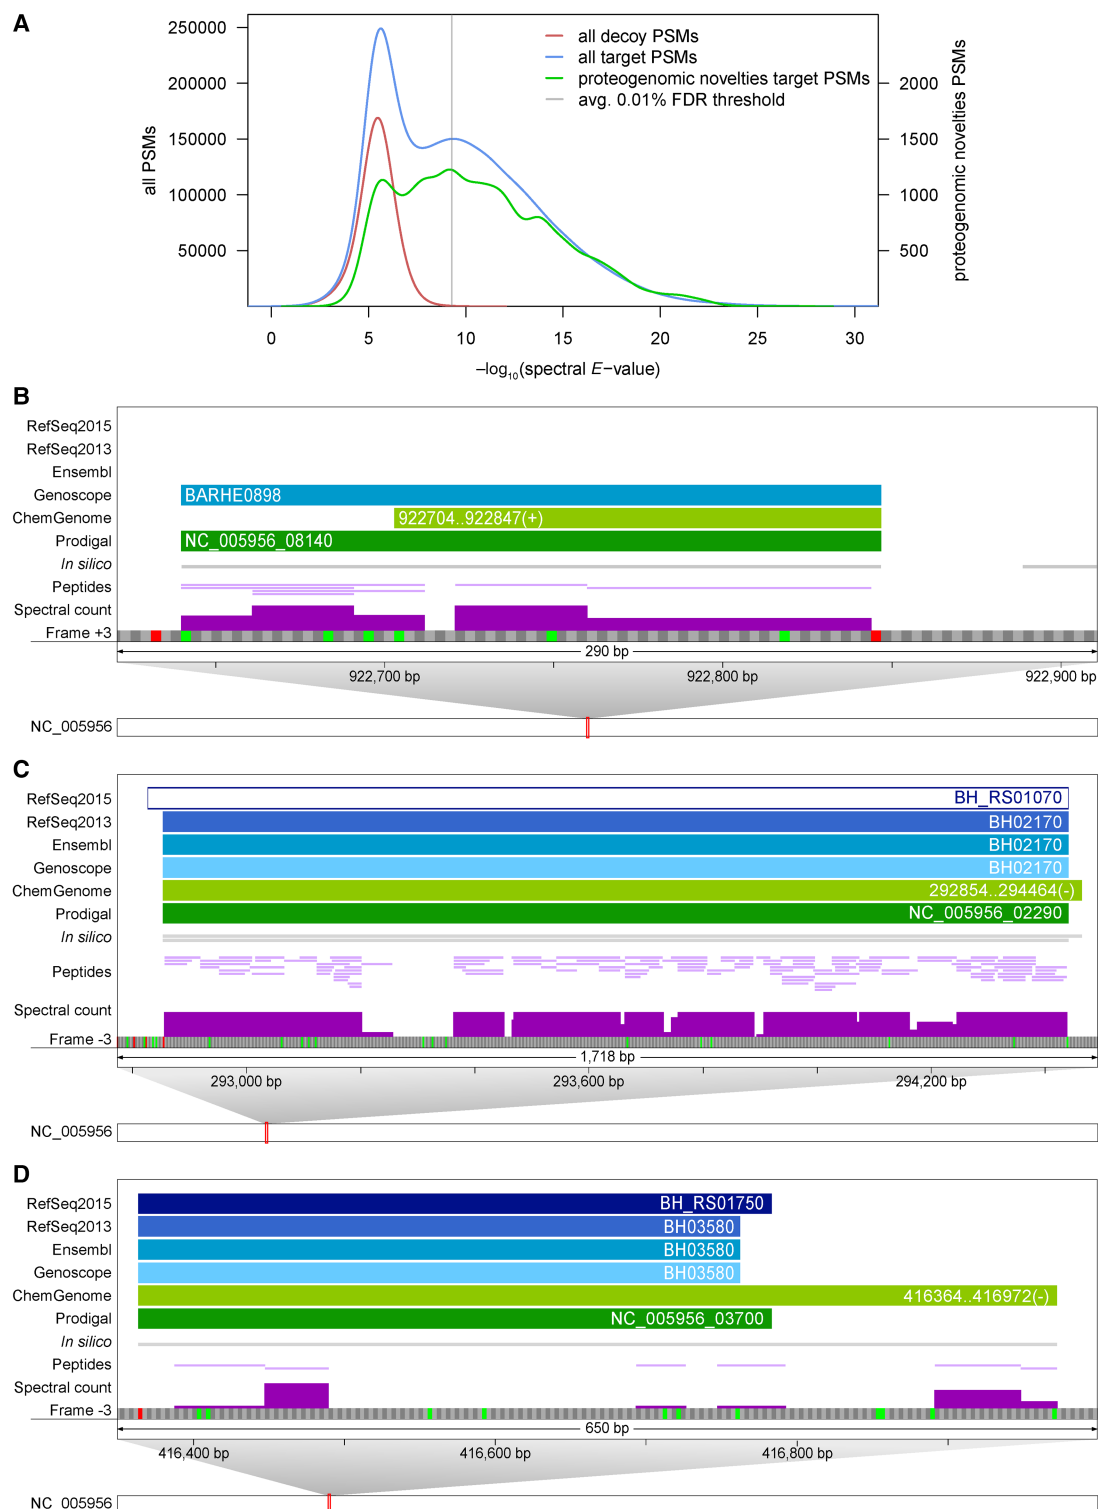 A
250000
200000
150000
100000
50000
all PSMs
all decoy PSMs
all target PSMs
proteogenomic novelties target PSMs
avg. 0.01% FDR threshold
2000
1500
1000
500
proteogenomic novelties PSMs
0 5 10 15 20 25 30
−log10(spectral E−value)
B
RefSeq2015
RefSeq2013
Ensembl
Genoscope BARHE0898
ChemGenome 922704..922847(+)
Prodigal NC_005956_08140
In silico
Peptides
Spectral count
Frame +3
290 bp
922,700 bp 922,800 bp 922,900 bp
NC_005956
C
RefSeq2015 BH_RS01070
RefSeq2013 BH02170
Ensembl BH02170
Genoscope BH02170
ChemGenome 292854..294464(-)
Prodigal NC_005956_02290
In silico
Peptides
Spectral count
Frame -3
1,718 bp
293,000 bp 293,600 bp 294,200 bp
NC_005956
D
RefSeq2015 BH_RS01750
RefSeq2013 BH03580
Ensembl BH03580
Genoscope BH03580
ChemGenome 416364..416972(-)
Prodigal NC_005956_03700
In silico
Peptides
Spectral count
Frame -3
650 bp
416,400 bp 416,600 bp 416,800 bp
NC_005956